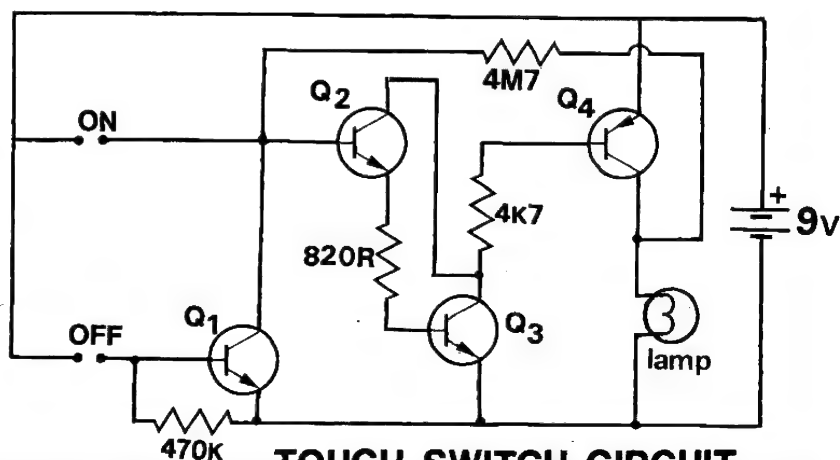 4M7
Q2
Q4
ON
+
9V
4K7
820R
Q1
OFF
Q3
lamp
470K
TOUCH SWITCH CIRCUIT